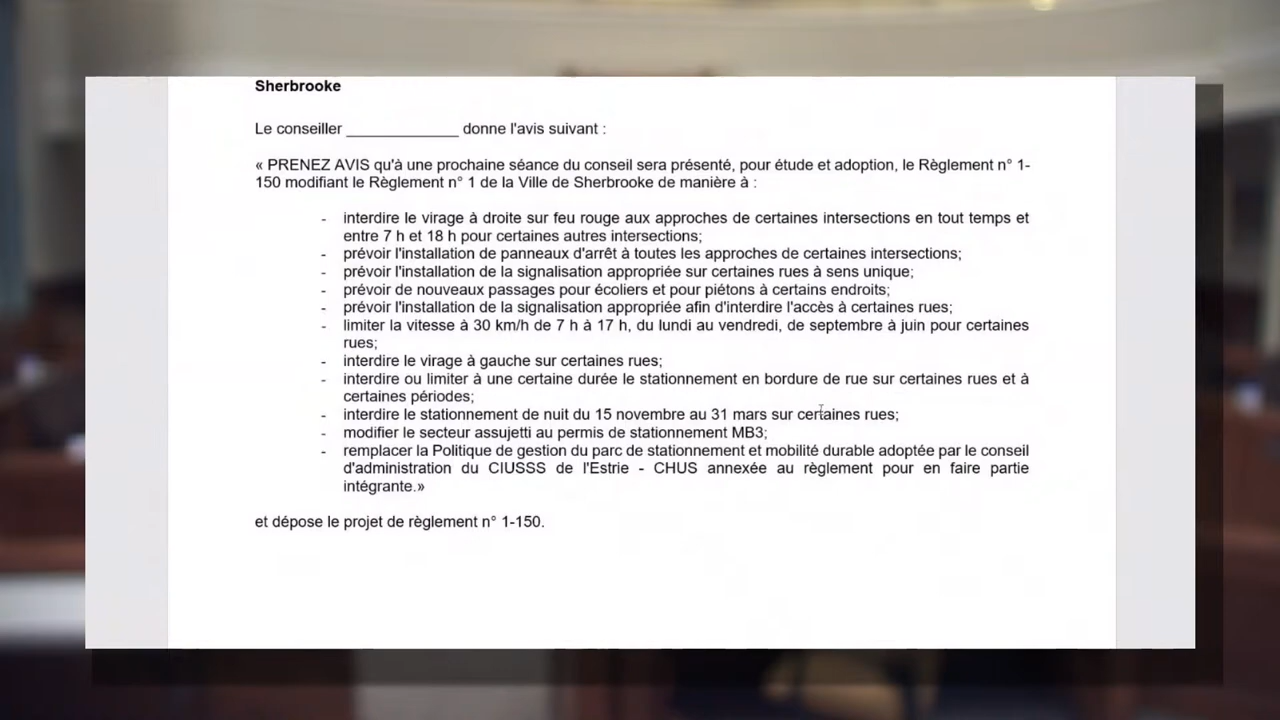 Sherbrooke
Le conseiller _____________ donne l'avis suivant :
« PRENEZ AVIS qu'à une prochaine séance du conseil sera présenté, pour étude et adoption, le Règlement n° 1-
150 modifiant le Règlement n° 1 de la Ville de Sherbrooke de manière à :
- interdire le virage à droite sur feu rouge aux approches de certaines intersections en tout temps et
entre 7 h et 18 h pour certaines autres intersections;
- prévoir l'installation de panneaux d'arrêt à toutes les approches de certaines intersections;
- prévoir l'installation de la signalisation appropriée sur certaines rues à sens unique;
- prévoir de nouveaux passages pour écoliers et pour piétons à certains endroits;
- prévoir l'installation de la signalisation appropriée afin d'interdire l'accès à certaines rues;
- limiter la vitesse à 30 km/h de 7 h à 17 h, du lundi au vendredi, de septembre à juin pour certaines
rues;
- interdire le virage à gauche sur certaines rues;
- interdire ou limiter à une certaine durée le stationnement en bordure de rue sur certaines rues et à
certaines périodes;
- interdire le stationnement de nuit du 15 novembre au 31 mars sur certaines rues;
- modifier le secteur assujetti au permis de stationnement MB3;
- remplacer la Politique de gestion du parc de stationnement et mobilité durable adoptée par le conseil
d'administration du CIUSSS de l'Estrie - CHUS annexée au règlement pour en faire partie
intégrante.»
et dépose le projet de règlement n° 1-150.